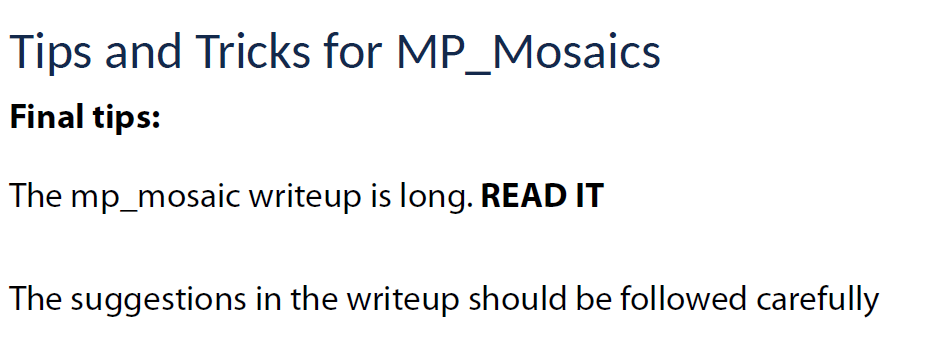 Tips and Tricks for MP_Mosaics
Final tips:
The mp_mosaic writeup is long. READ IT
The suggestions in the writeup should be followed carefully